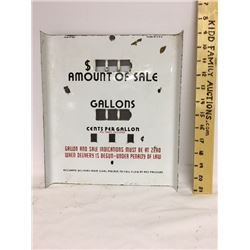 $
AMOUNT OF SALE
GALLONS
CENTS PER GALLON
¢
GALLON AND SALE INDICATIONS MUST BE AT ZERO
WHEN DELIVERY IS BEGUN-UNDER PENALTY OF LAW
KIDD FAMILY AUCTIONS.COM